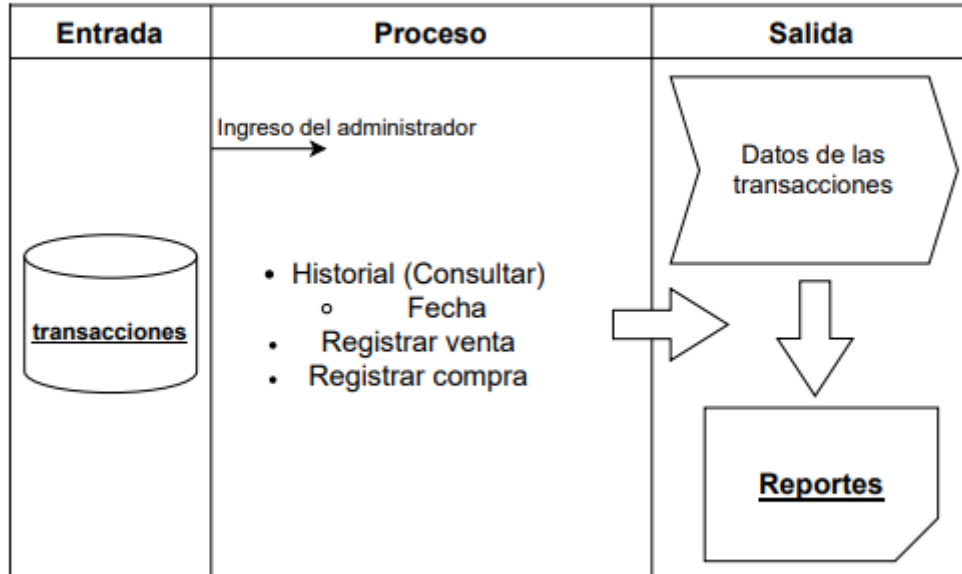 Entrada
Proceso
Salida
Ingreso del administrador
Datos de las
transacciones
transacciones
• Historial (Consultar)
○ Fecha
• Registrar venta
• Registrar compra
Reportes